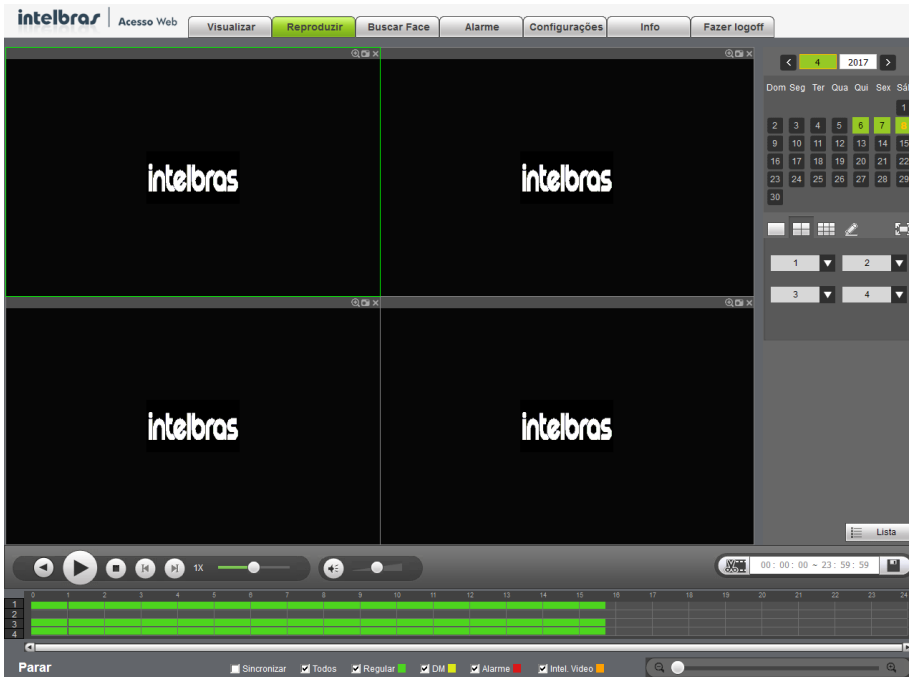 intelbras Acesso Web Visualizar Reproduzir Buscar Face Alarme Configurações Info Fazer logoff
4 2017
Dom Seg Ter Qua Qui Sex Sáb
1
2 3 4 5 6 7 8
9 10 11 12 13 14 15
16 17 18 19 20 21 22
23 24 25 26 27 28 29
30
intelbras intelbras
1 2
3 4
intelbras intelbras
Lista
1X 00: 00: 00 ~ 23: 59: 59
0 1 2 3 4 5 6 7 8 9 10 11 12 13 14 15 16 17 18 19 20 21 22 23 24
1
2
3
4
Parar Sincronizar Todos Regular DM Alarme Intel. Video